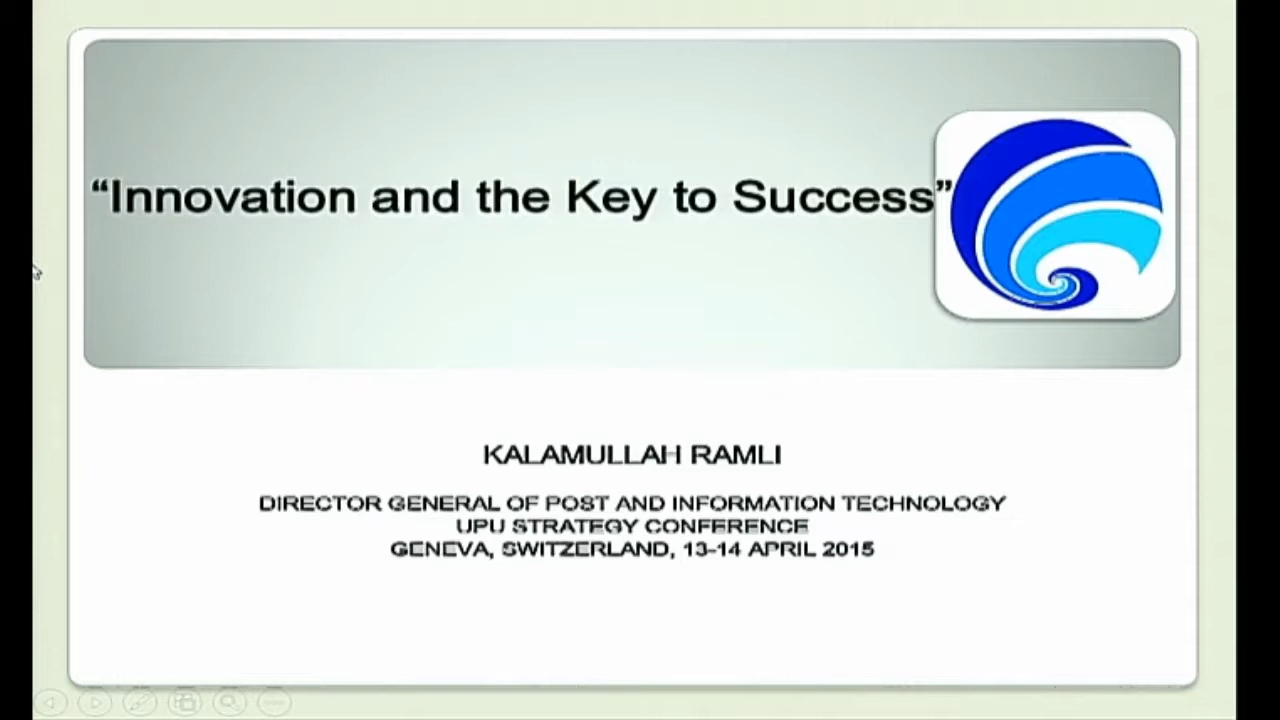 “Innovation and the Key to Success”
KALAMULLAH RAMLI
DIRECTOR GENERAL OF POST AND INFORMATION TECHNOLOGY
UPU STRATEGY CONFERENCE
GENEVA, SWITZERLAND, 13-14 APRIL 2015